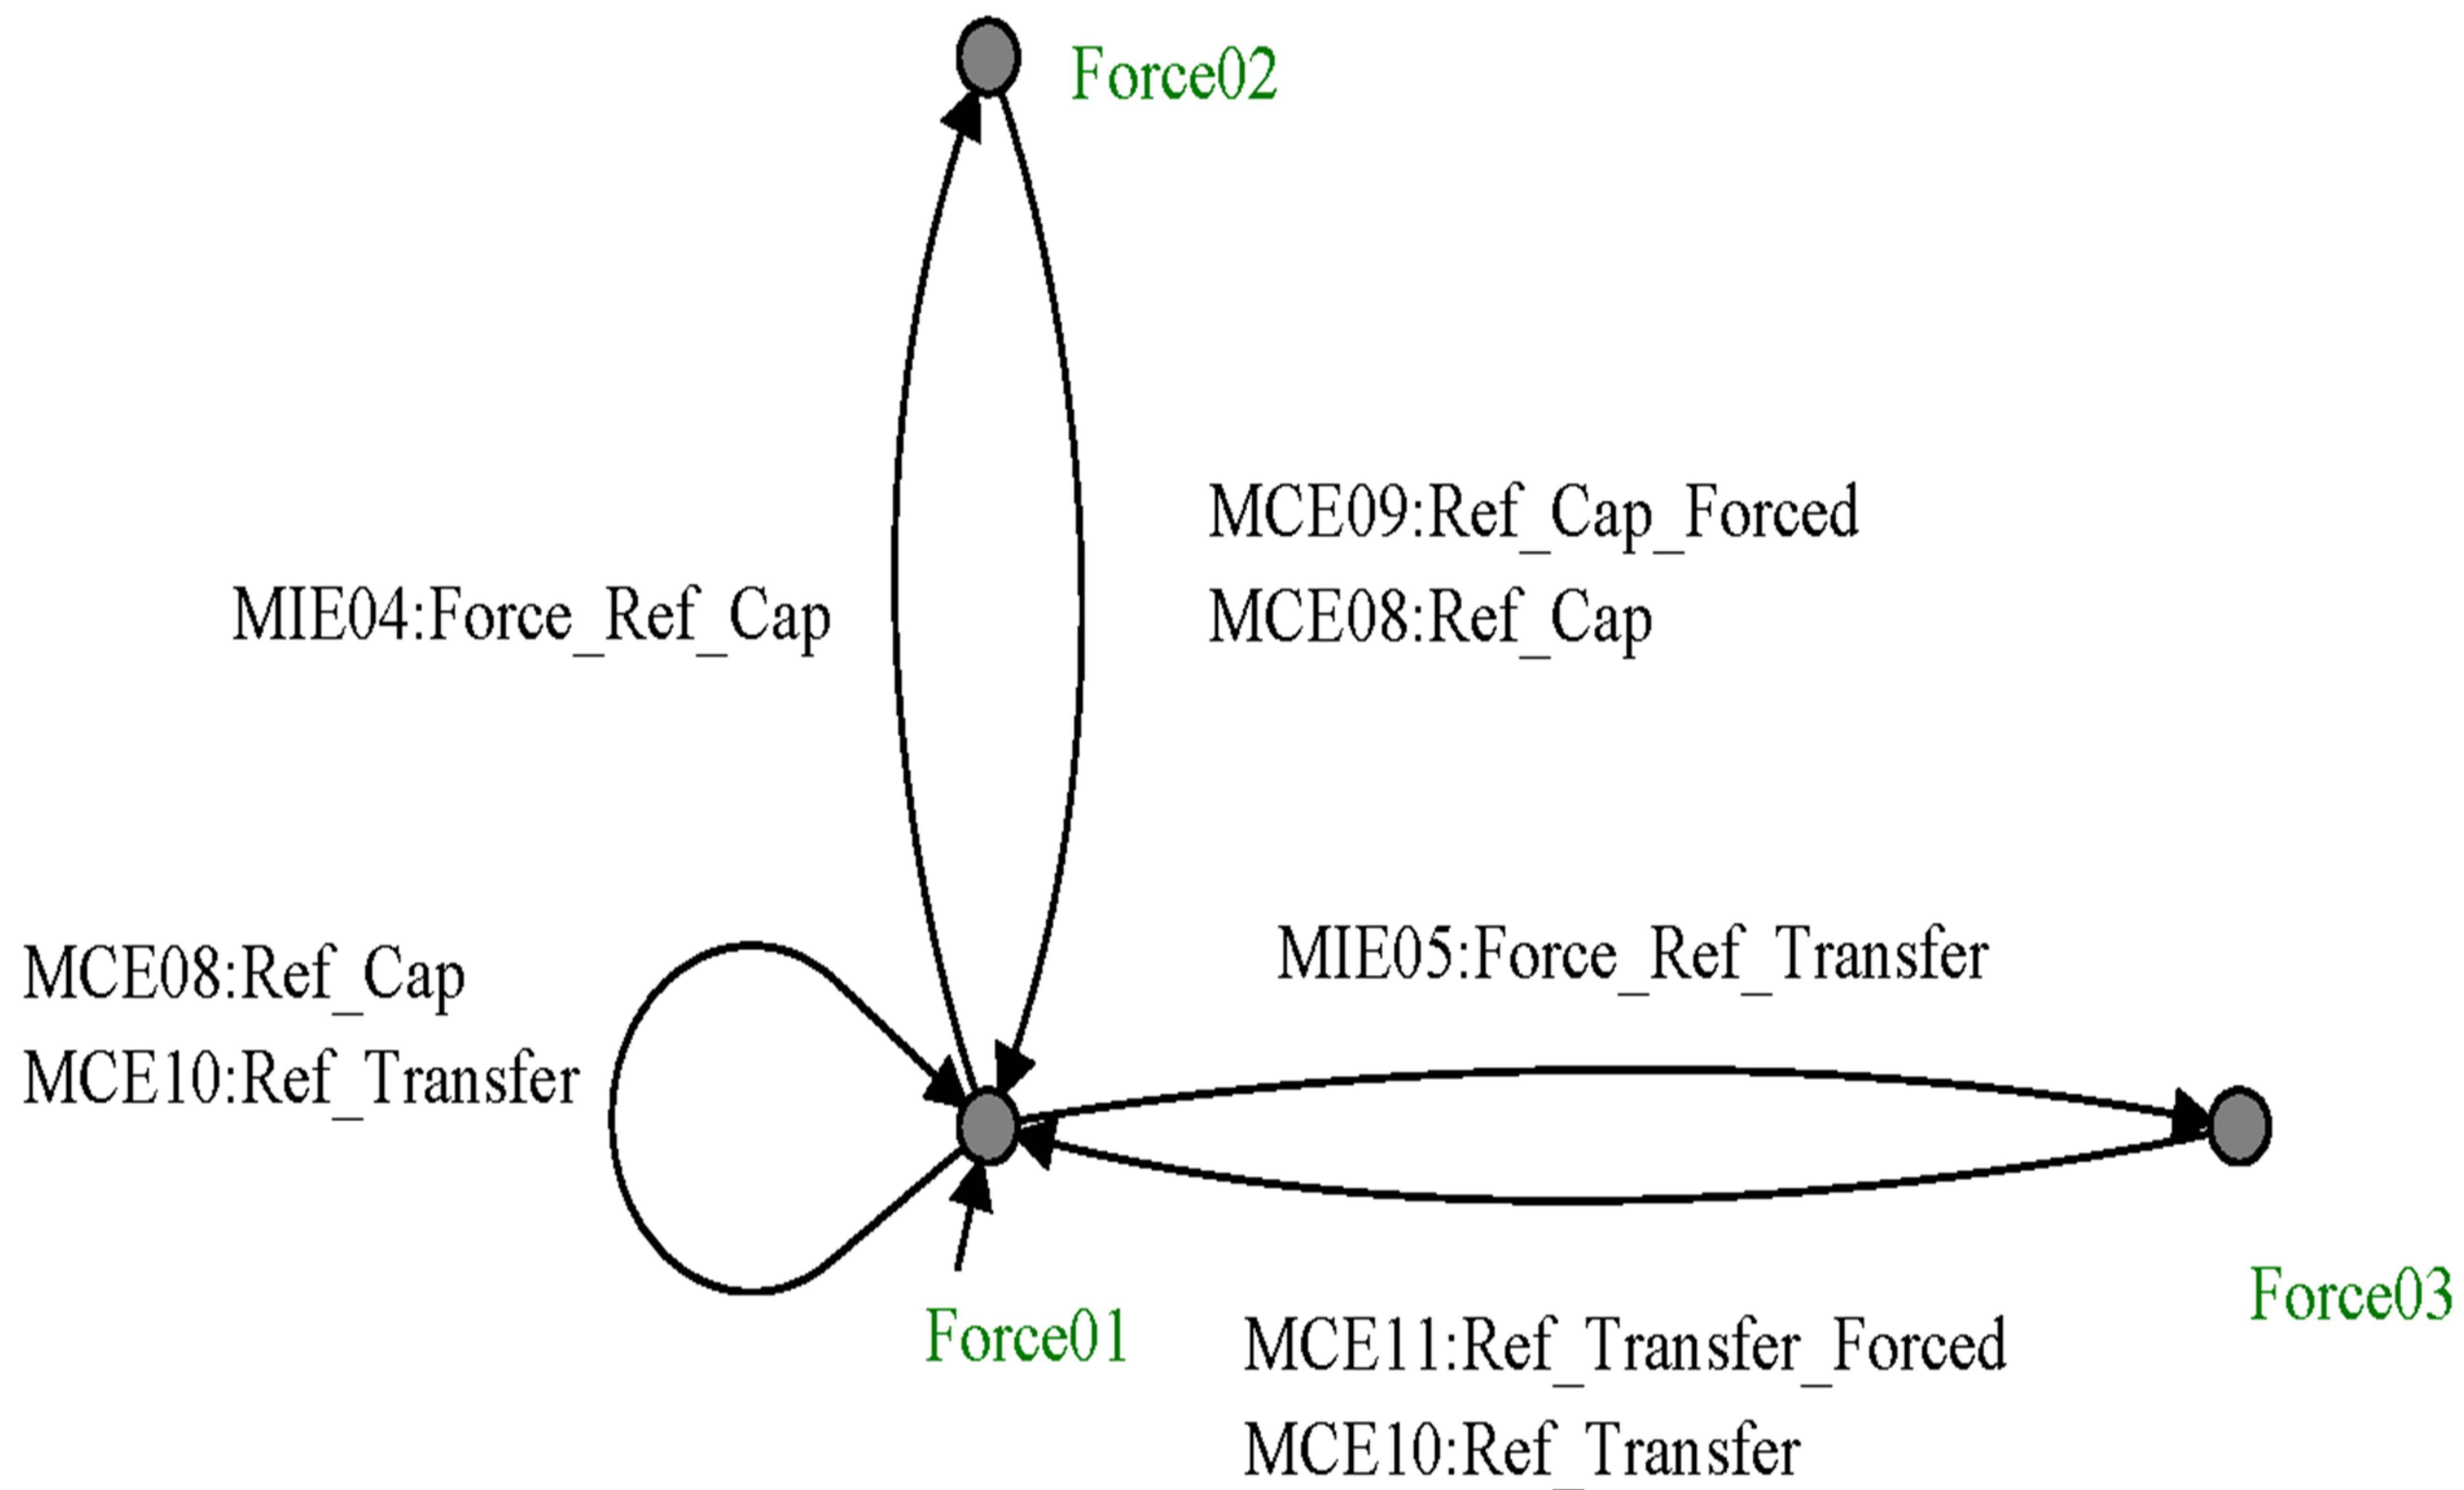 Force02
MCE09:Ref_Cap_Forced
MIE04:Force_Ref_Cap
MCE08:Ref_Cap
MIE05:Force_Ref_Transfer
MCE08:Ref_Cap
MCE10:Ref_Transfer
Force03
Force01
MCE11:Ref_Transfer_Forced
MCE10:Ref_Transfer